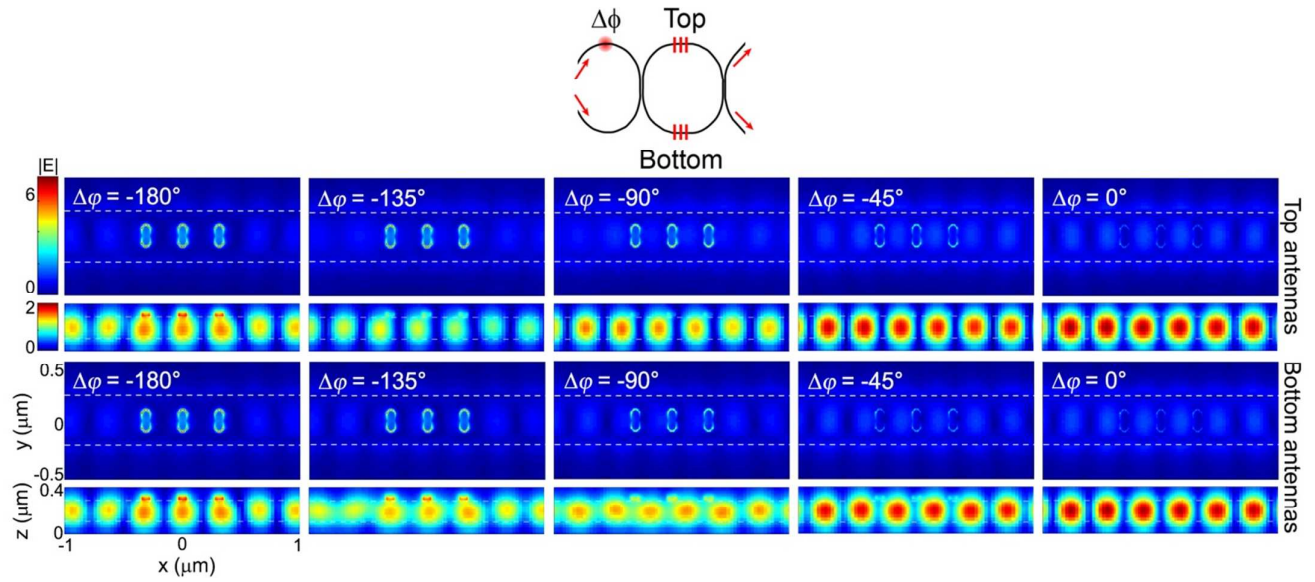 Δϕ
Top
Bottom
|E|
6
0
Δφ = -180°
Δφ = -135°
Δφ = -90°
Δφ = -45°
Δφ = 0°
Top antennas
2
0
0.5
0
-0.5
y (μm)
Δφ = -180°
Δφ = -135°
Δφ = -90°
Δφ = -45°
Δφ = 0°
Bottom antennas
0.4
0
z (μm)
-1
0
1
x (μm)